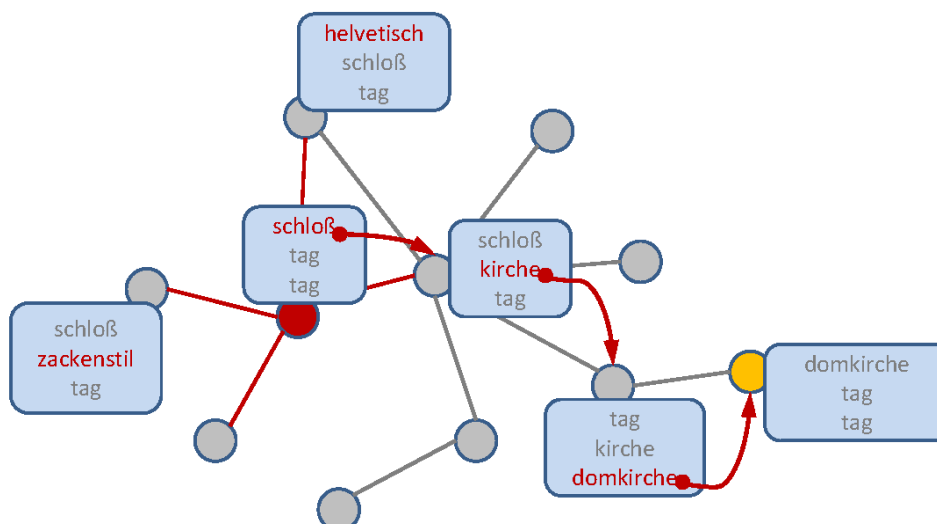 helvetisch
schloß
tag
schloß
tag
tag
schloß
kirche
tag
schloß
zackenstil
tag
domkirche
tag
tag
tag
kirche
domkirche